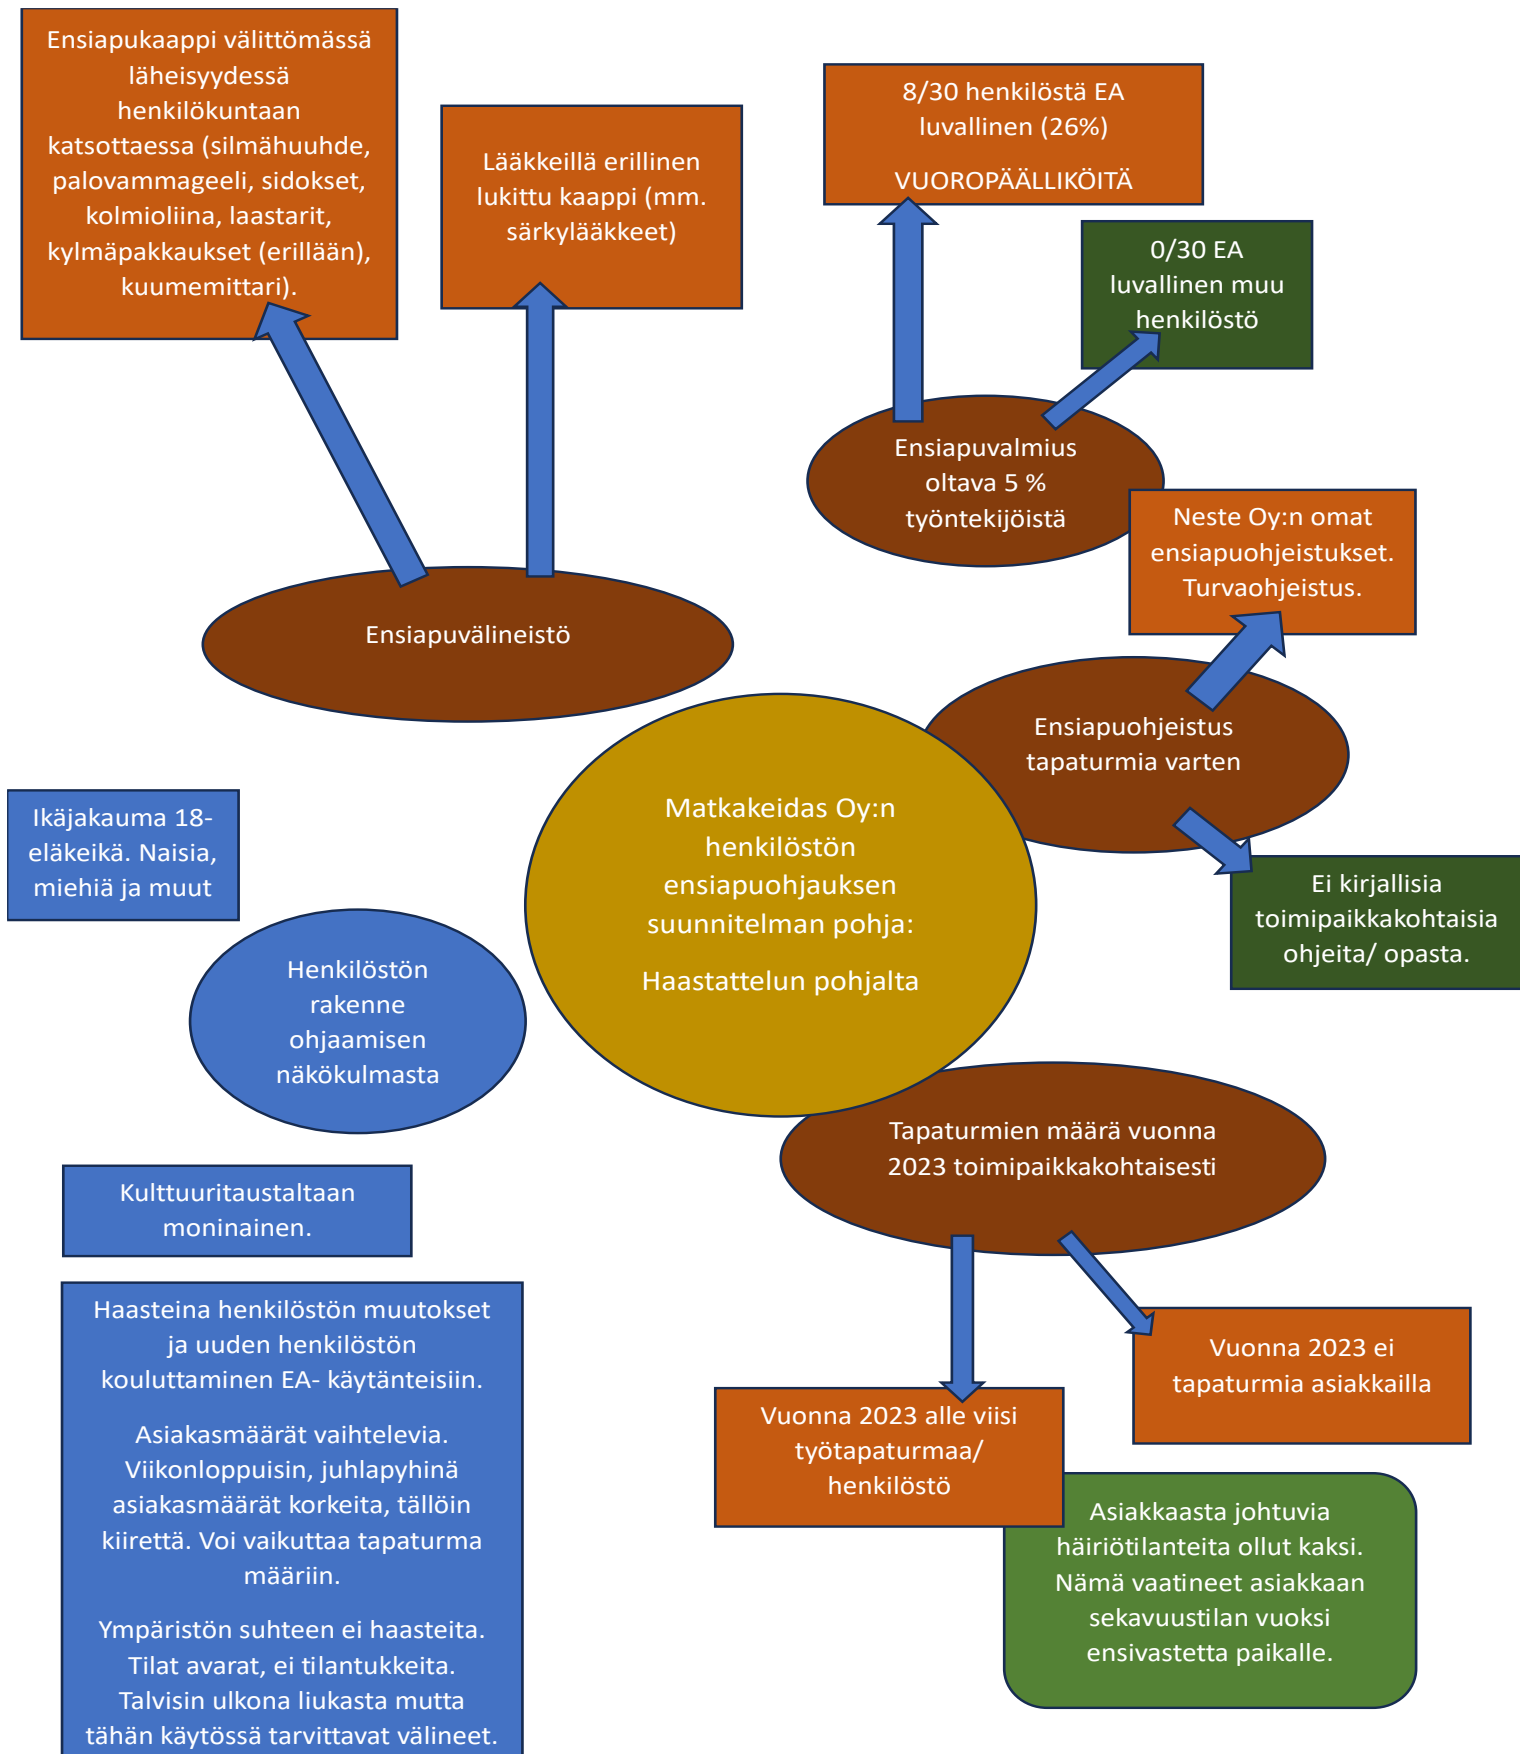 Ensiapukaappi välittömässä
läheisyydessä
henkilökuntaan
katsottaessa (silmähuuhde,
palovammageeli, sidokset,
kolmioliina, laastarit,
kylmäpakkaukset (erillään),
kuumemittari).
Lääkkeillä erillinen
lukittu kaappi (mm.
särkylääkkeet)
8/30 henkilöstä EA
luvallinen (26%)
VUOROPÄÄLLIKÖITÄ
0/30 EA
luvallinen muu
henkilöstö
Ensiapuvalmius
oltava 5 %
työntekijöistä
Neste Oy:n omat
ensiapuohjeistukset.
Turvaohjeistus.
Ensiapuvälineistö
Ensiapuohjeistus
tapaturmia varten
Matkakeidas Oy:n
henkilöstön
ensiapuohjauksen
suunnitelman pohja:
Haastattelun pohjalta
Ikäjakauma 18-
eläkeikä. Naisia,
miehiä ja muut
Ei kirjallisia
toimipaikkakohtaisia
ohjeita/ opasta.
Henkilöstön
rakenne
ohjaamisen
näkökulmasta
Tapaturmien määrä vuonna
2023 toimipaikkakohtaisesti
Kulttuuritaustaltaan
moninainen.
Haasteina henkilöstön muutokset
ja uuden henkilöstön
kouluttaminen EA- käytänteisiin.
Asiakasmäärät vaihtelevia.
Viikonloppuisin, juhlapyhinä
asiakasmäärät korkeita, tällöin
kiirettä. Voi vaikuttaa tapaturma
määriin.
Ympäristön suhteen ei haasteita.
Tilat avarat, ei tilantukkeita.
Talvisin ulkona liukasta mutta
tähän käytössä tarvittavat välineet.
Vuonna 2023 ei
tapaturmia asiakkailla
Vuonna 2023 alle viisi
työtapaturmaa/
henkilöstö
Asiakkaasta johtuvia
häiriötilanteita ollut kaksi.
Nämä vaatineet asiakkaan
sekavuustilan vuoksi
ensivastetta paikalle.